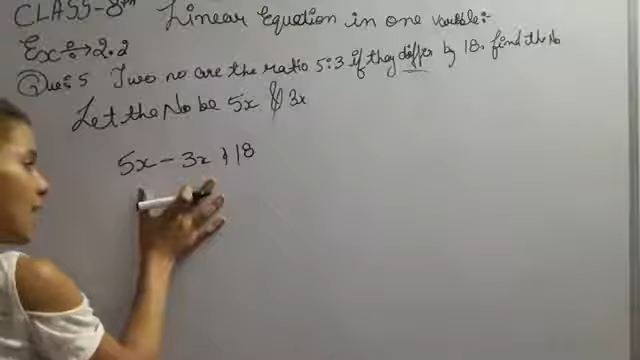 CLASS-8th Linear Equation in one variable:-
Ex÷→2.2
Ques 5 Two no are the ratio 5:3 if they differ by 18. find the No
Let the No be 5x & 3x
5x - 3x 18